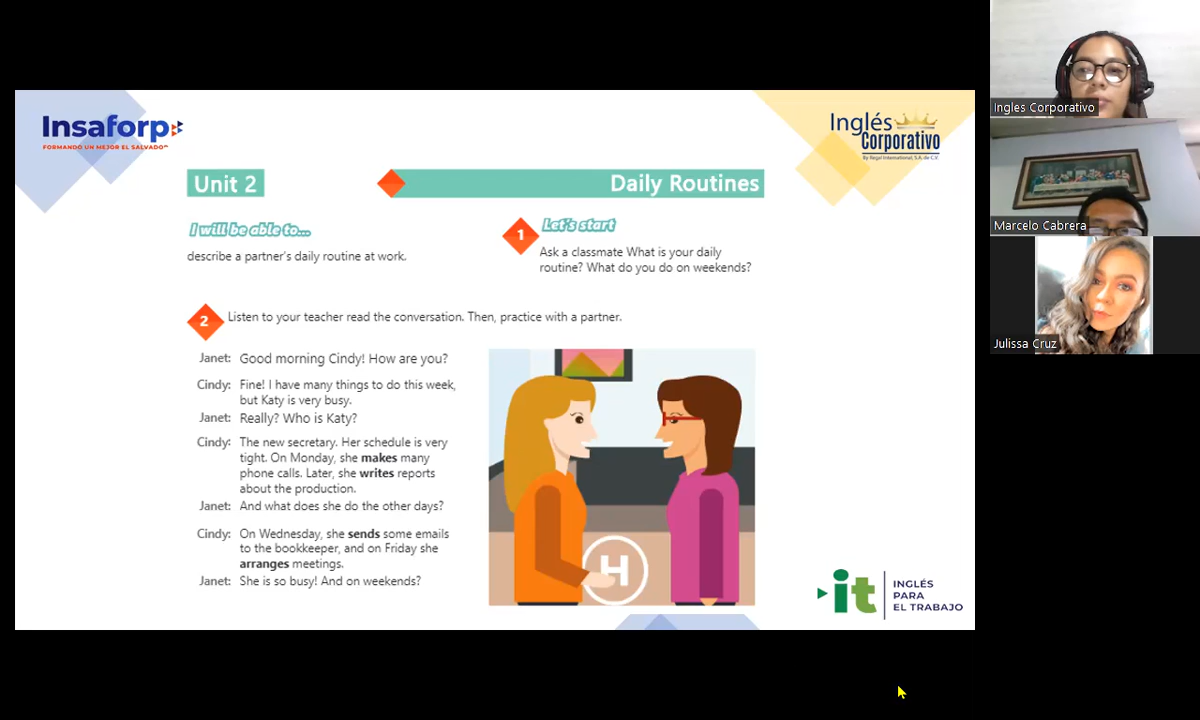 Insaforp
FORMANDO UN MEJOR EL SALVADOR
Inglés
Corporativo
By Regal International, S.A. de C.V.
Unit 2
Daily Routines
I will be able to...
describe a partner's daily routine at work.
1
Let's start
Ask a classmate What is your daily
routine? What do you do on weekends?
2
Listen to your teacher read the conversation. Then, practice with a partner.
Janet: Good morning Cindy! How are you?
Cindy: Fine! I have many things to do this week,
but Katy is very busy.
Janet: Really? Who is Katy?
Cindy: The new secretary. Her schedule is very
tight. On Monday, she makes many
phone calls. Later, she writes reports
about the production.
Janet: And what does she do the other days?
Cindy: On Wednesday, she sends some emails
to the bookkeeper, and on Friday she
arranges meetings.
Janet: She is so busy! And on weekends?
H
it
INGLÉS
PARA
EL TRABAJO
Ingles Corporativo
Marcelo Cabrera
Julissa Cruz